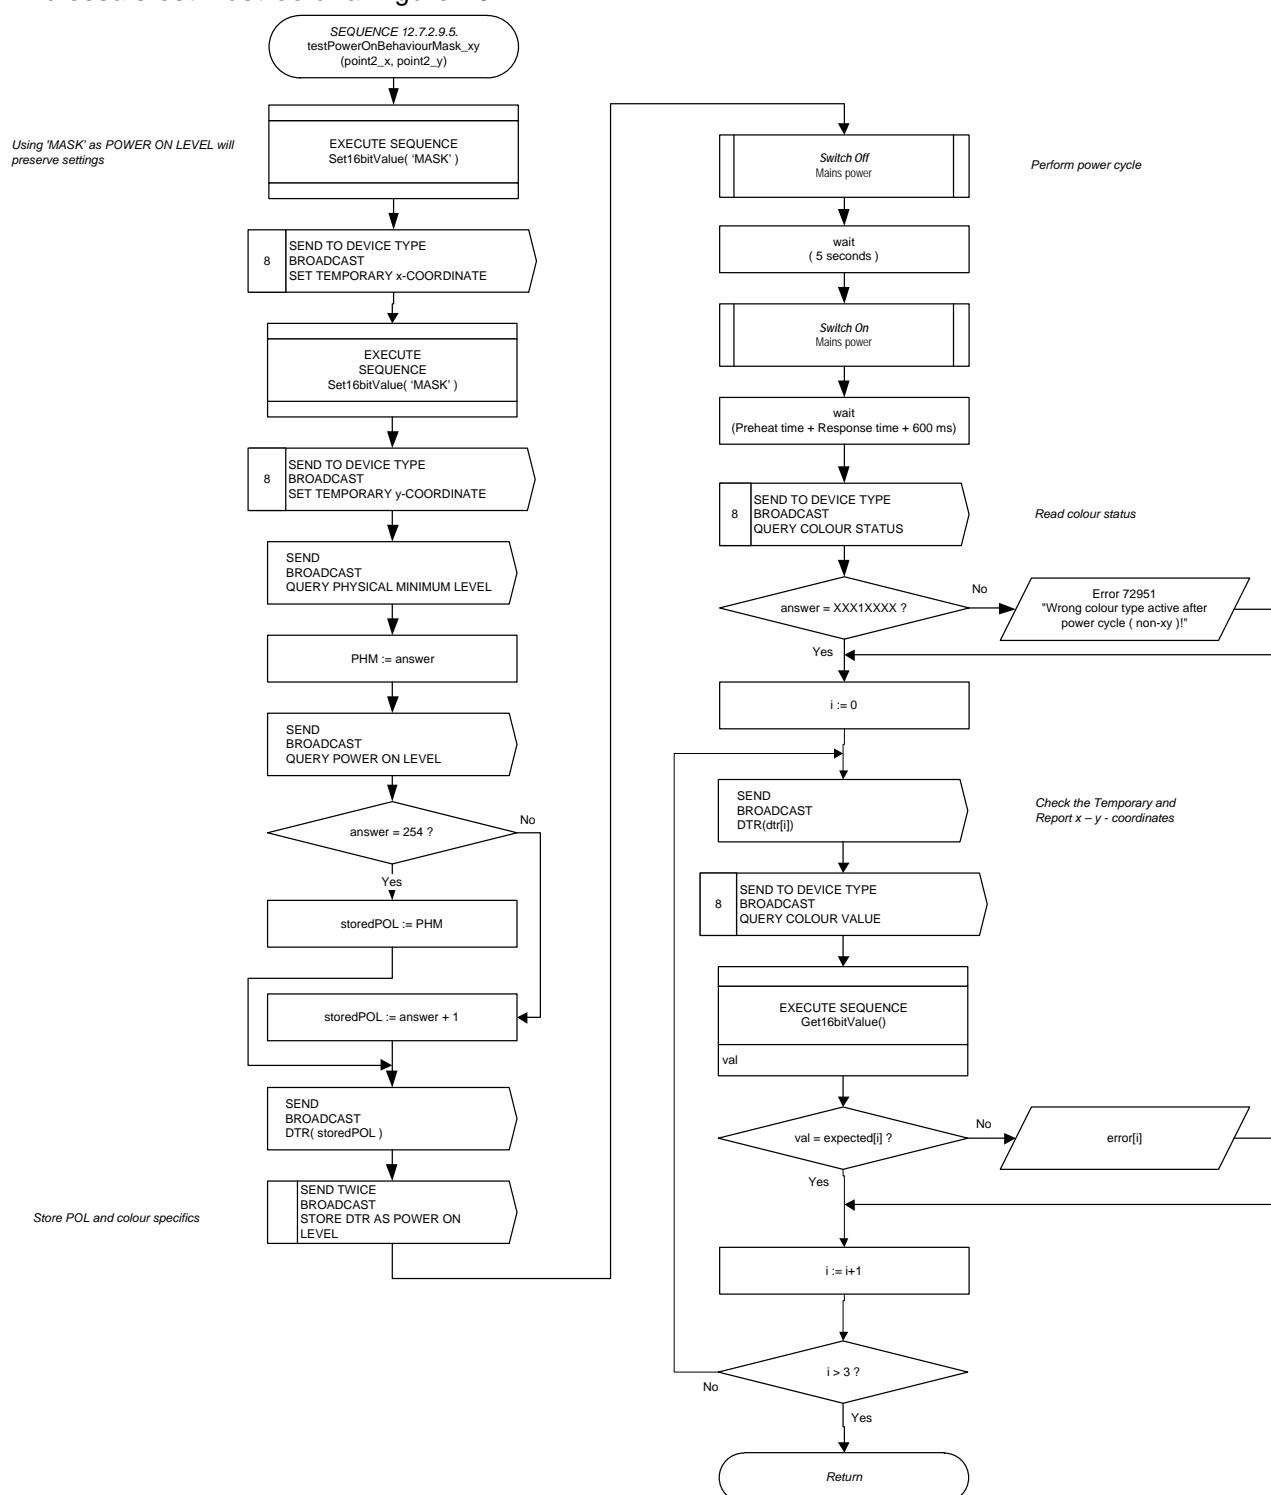 SEQUENCE 12.7.2.9.5.
testPowerOnBehaviourMask_xy
(point2_x, point2_y)
Using 'MASK' as POWER ON LEVEL will
preserve settings
EXECUTE SEQUENCE
Set16bitValue( ‘MASK’ )
8
SEND TO DEVICE TYPE
BROADCAST
SET TEMPORARY x-COORDINATE
EXECUTE
SEQUENCE
Set16bitValue( ‘MASK’ )
8
SEND TO DEVICE TYPE
BROADCAST
SET TEMPORARY y-COORDINATE
SEND
BROADCAST
QUERY PHYSICAL MINIMUM LEVEL
PHM := answer
SEND
BROADCAST
QUERY POWER ON LEVEL
answer = 254 ?
No
Yes
storedPOL := PHM
storedPOL := answer + 1
SEND
BROADCAST
DTR( storedPOL )
Store POL and colour specifics
SEND TWICE
BROADCAST
STORE DTR AS POWER ON
LEVEL
Switch Off
Mains power
Perform power cycle
wait
( 5 seconds )
Switch On
Mains power
wait
(Preheat time + Response time + 600 ms)
8
SEND TO DEVICE TYPE
BROADCAST
QUERY COLOUR STATUS
Read colour status
answer = XXX1XXXX ?
No
Error 72951
"Wrong colour type active after
power cycle ( non-xy )!"
Yes
i := 0
SEND
BROADCAST
DTR(dtr[i])
Check the Temporary and
Report x – y - coordinates
8
SEND TO DEVICE TYPE
BROADCAST
QUERY COLOUR VALUE
EXECUTE SEQUENCE
Get16bitValue()
val
val = expected[i] ?
No
error[i]
Yes
i := i+1
i > 3 ?
No
Yes
Return